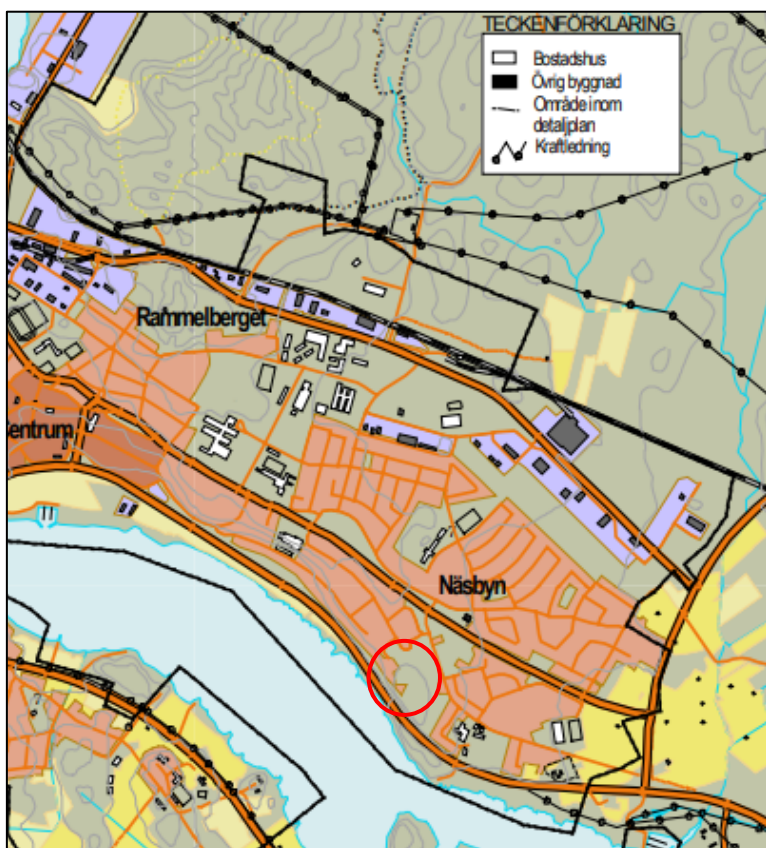 TECKENFÖRKLARING
Bostadshus
Övrig byggnad
Område inom
detaljplan
Kraftledning
Rammelberget
Centrum
Näsbyn